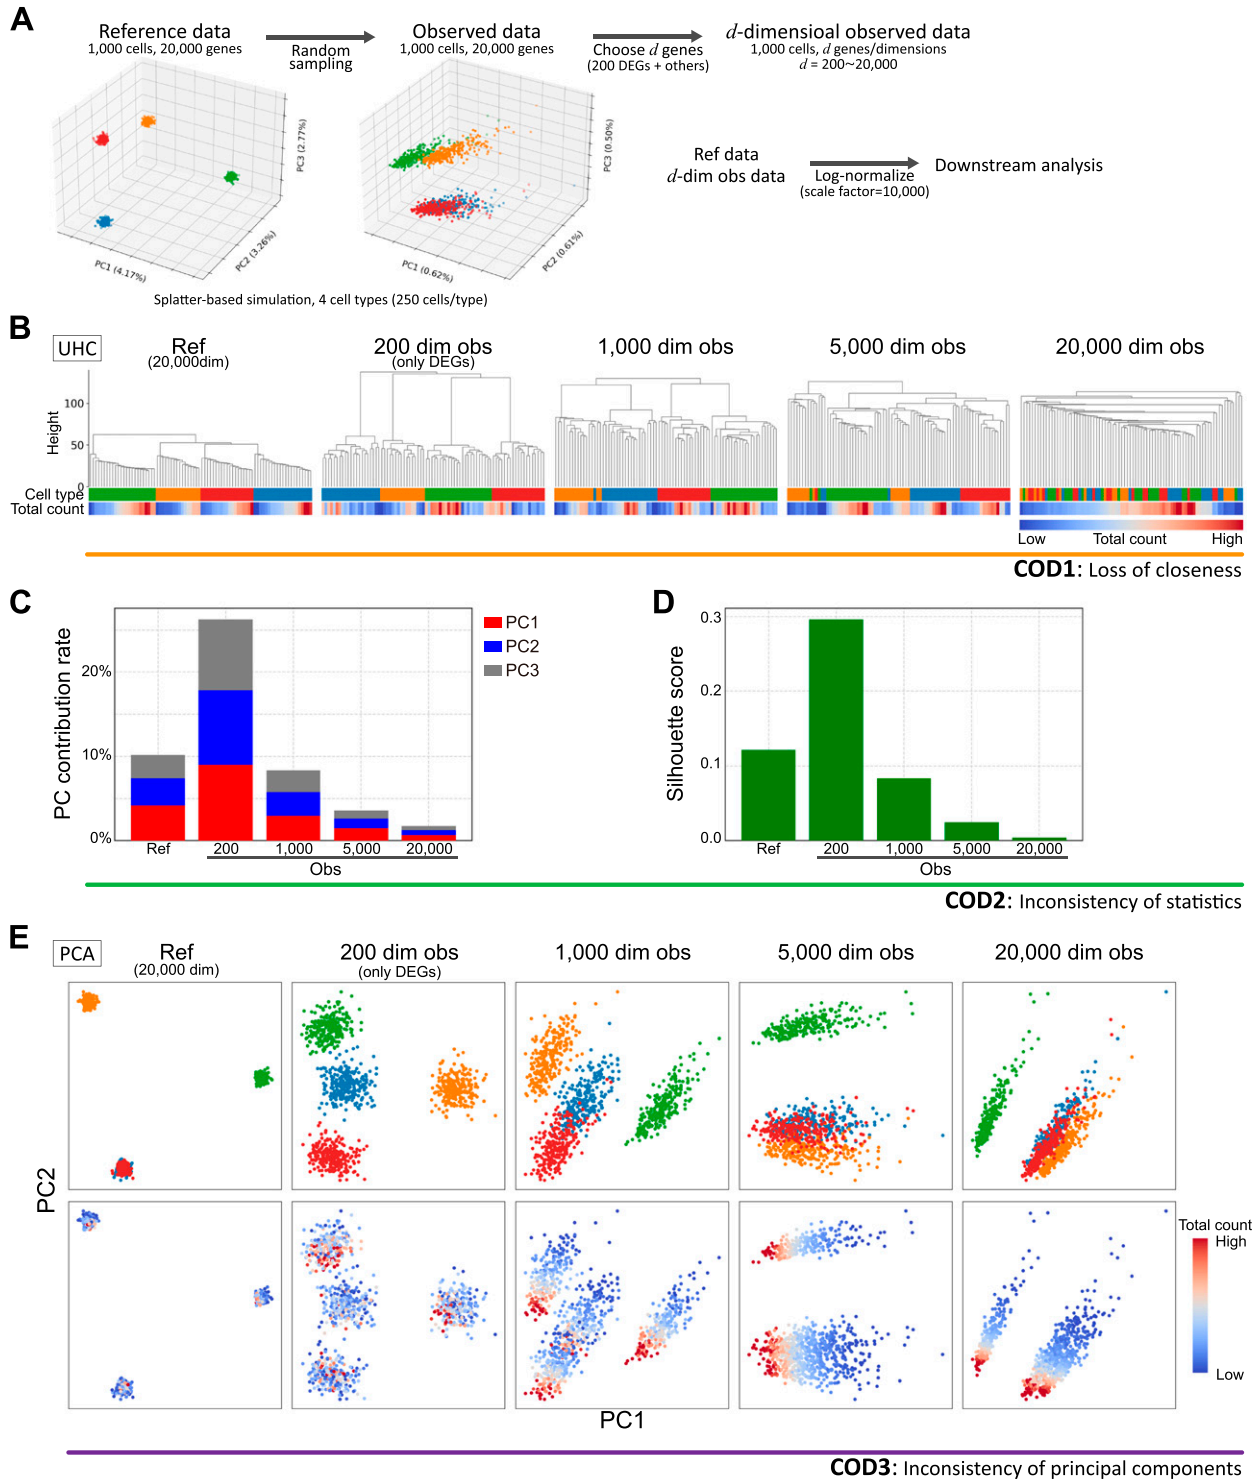 A
Reference data
1,000 cells, 20,000 genes
Random
sampling
Observed data
1,000 cells, 20,000 genes
Choose d genes
(200 DEGs + others)
d-dimensioal observed data
1,000 cells, d genes/dimensions
d = 200~20,000
PC1 (4.17%)
PC2 (3.26%)
PC3 (2.77%)
PC1 (0.62%)
PC2 (0.61%)
PC3 (0.50%)
Ref data
d-dim obs data
Log-normalize
(scale factor=10,000)
Downstream analysis
Splatter-based simulation, 4 cell types (250 cells/type)
B
UHC
Ref
(20,000dim)
200 dim obs
(only DEGs)
1,000 dim obs
5,000 dim obs
20,000 dim obs
Height
100
50
0
Cell type
Total count
Low
Total count
High
COD1: Loss of closeness
C
PC contribution rate
20%
10%
0%
Ref
200
1,000
5,000
20,000
Obs
PC1
PC2
PC3
D
Silhouette score
0.3
0.2
0.1
0.0
Ref
200
1,000
5,000
20,000
Obs
COD2: Inconsistency of statistics
E
PCA
Ref
(20,000 dim)
200 dim obs
(only DEGs)
1,000 dim obs
5,000 dim obs
20,000 dim obs
PC2
PC1
Total count
High
Low
COD3: Inconsistency of principal components